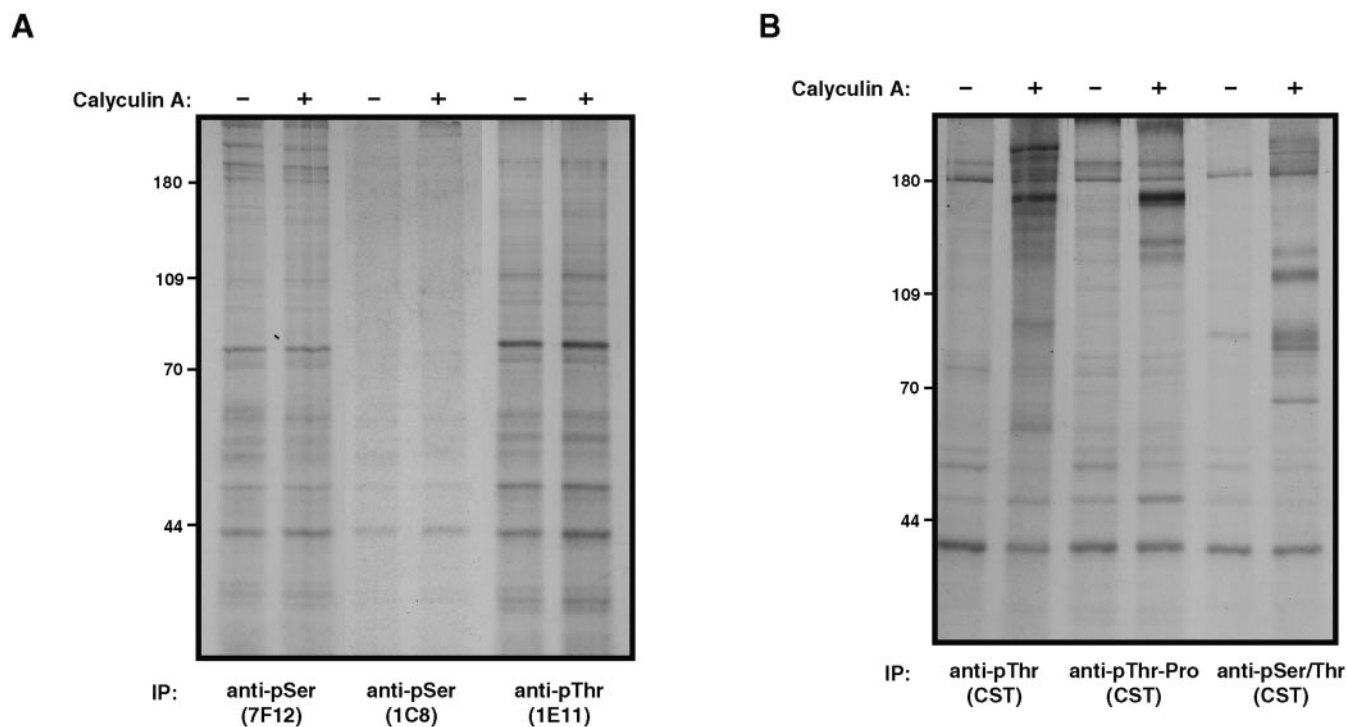 A
Calyculin A: − + − + − +
180
109
70
44
IP: anti-pSer anti-pSer anti-pThr
(7F12) (1C8) (1E11)
B
Calyculin A: − + − + − +
180
109
70
44
IP: anti-pThr anti-pThr-Pro anti-pSer/Thr
(CST) (CST) (CST)